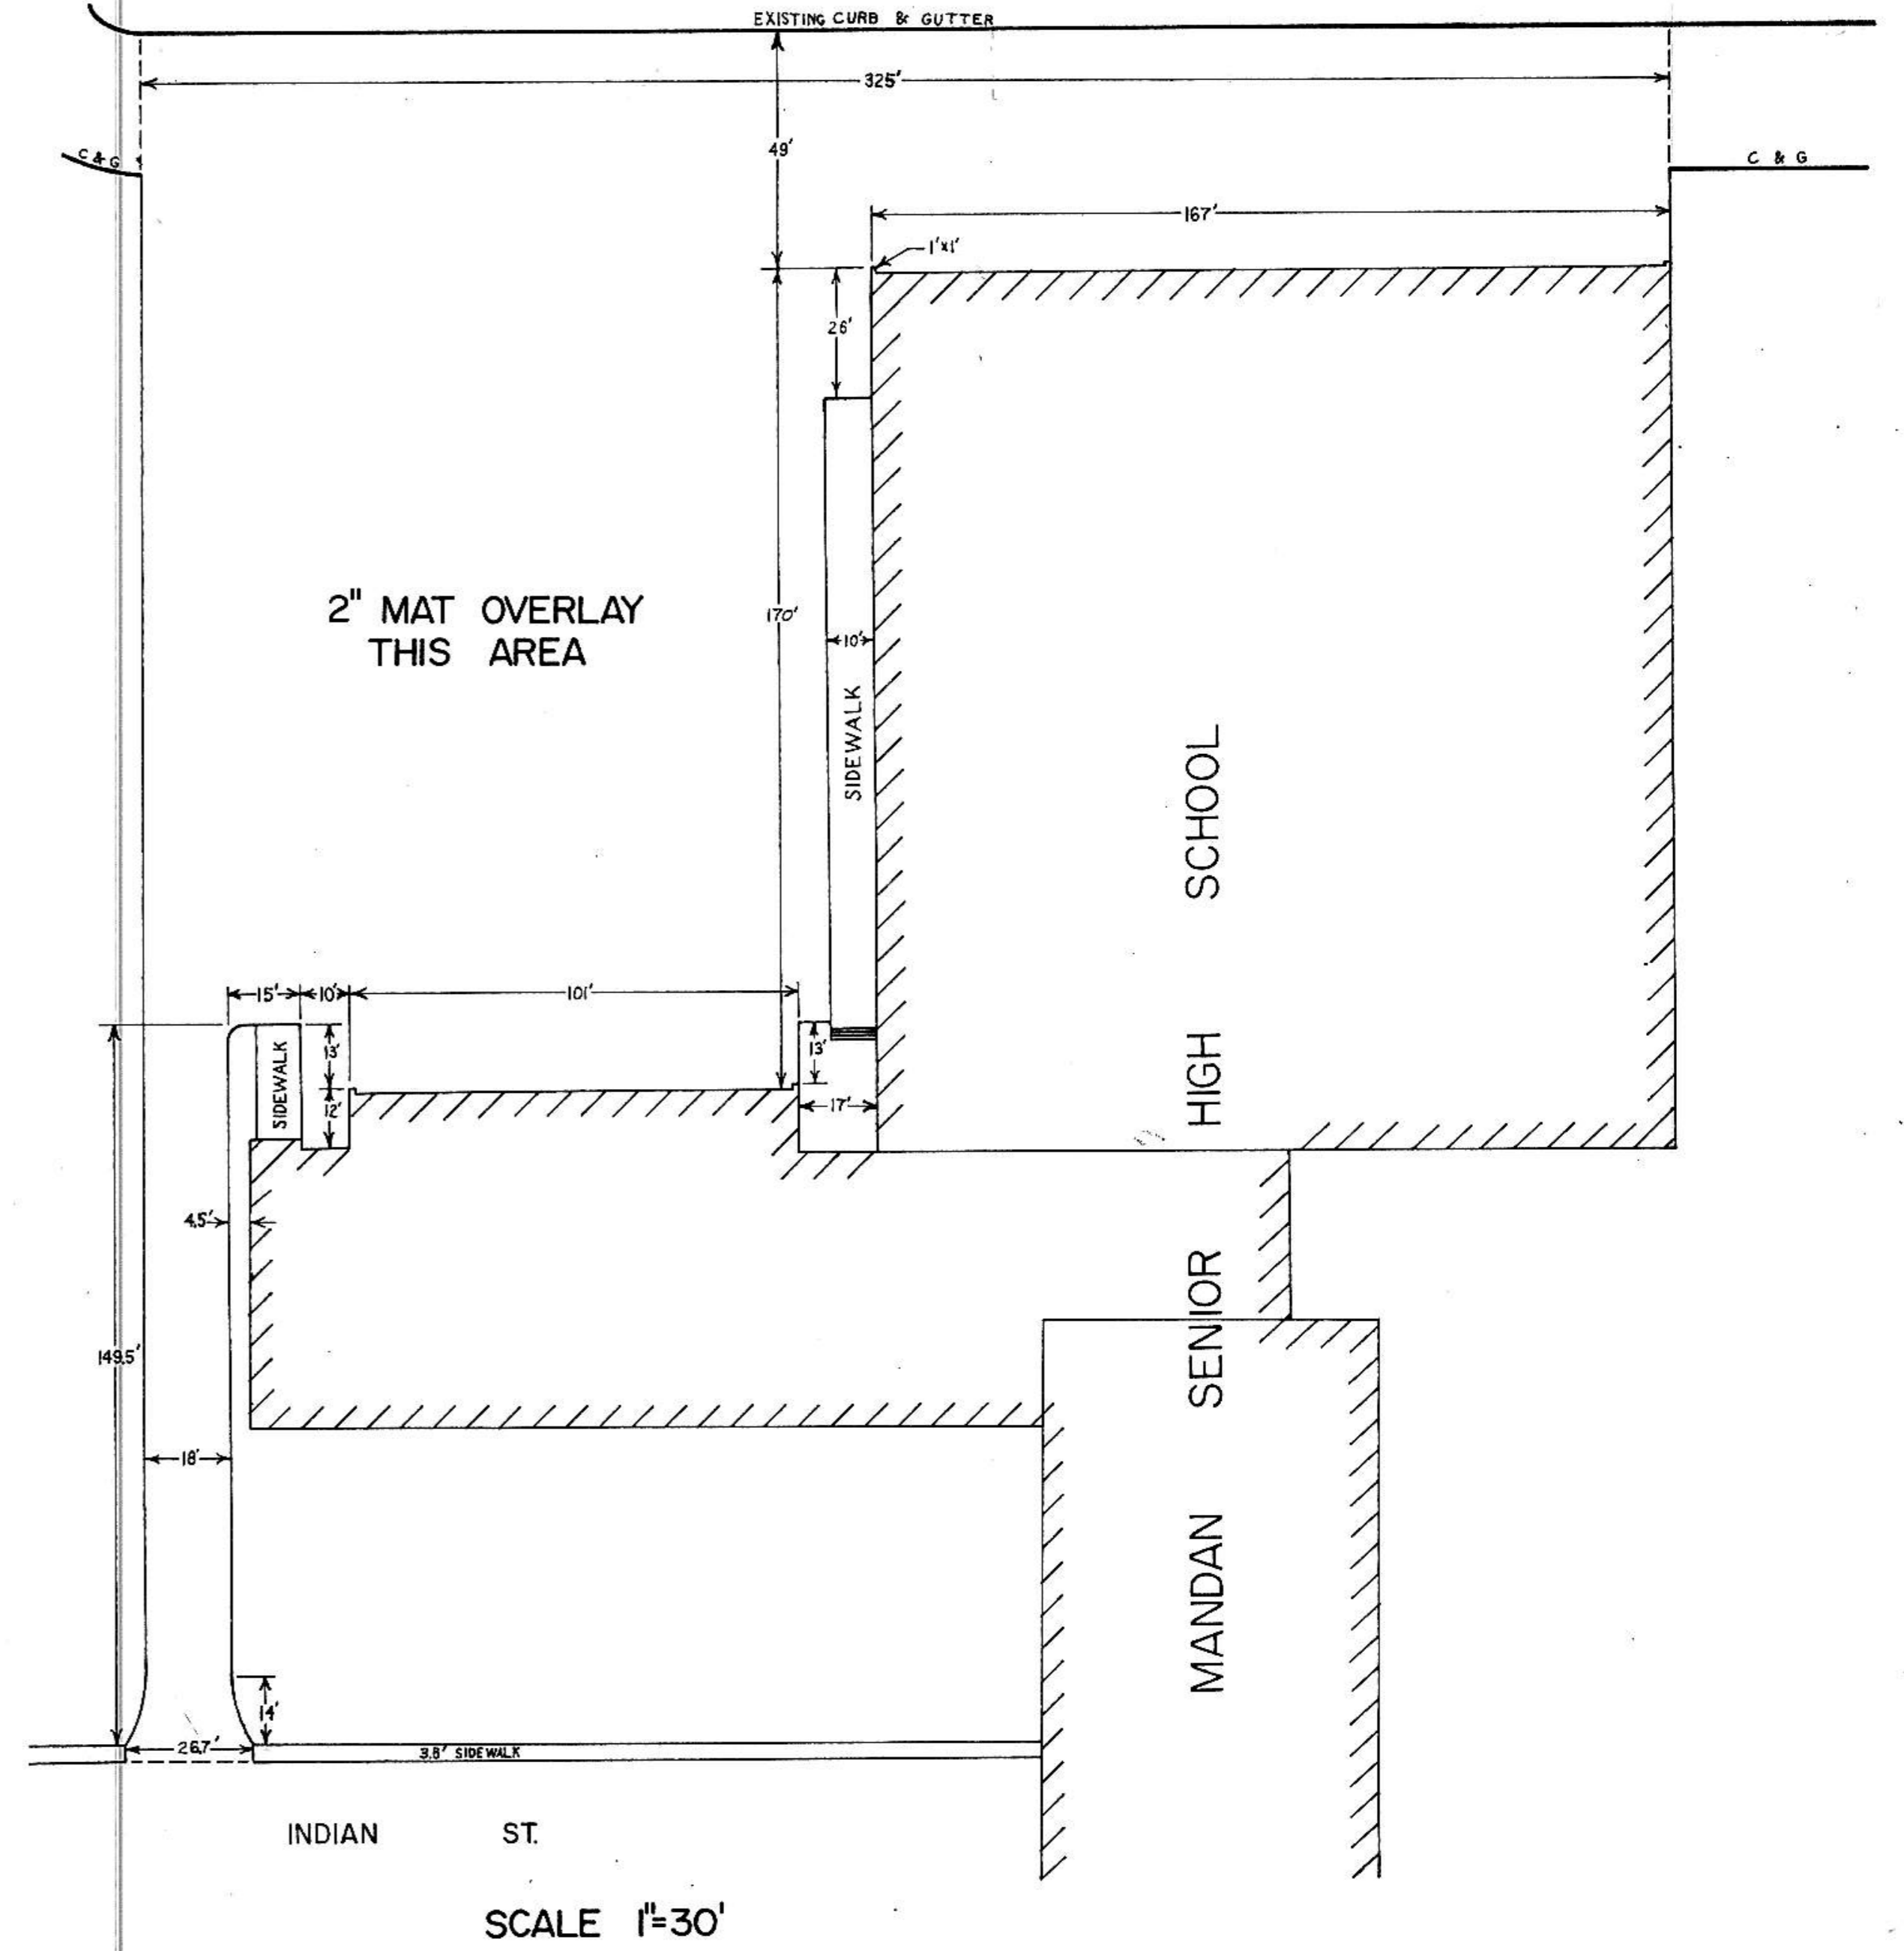 EXISTING CURB & GUTTER
325'
49'
C & G
C & G
167'
1'x1'
26'
2" MAT OVERLAY
THIS AREA
170'
10'
SIDEWALK
15'
10'
101'
13'
SIDEWALK
12'
13'
17'
4.5'
149.5'
18'
14'
26.7'
3.8' SIDEWALK
MANDAN SENIOR HIGH SCHOOL
INDIAN ST.
SCALE 1"=30'